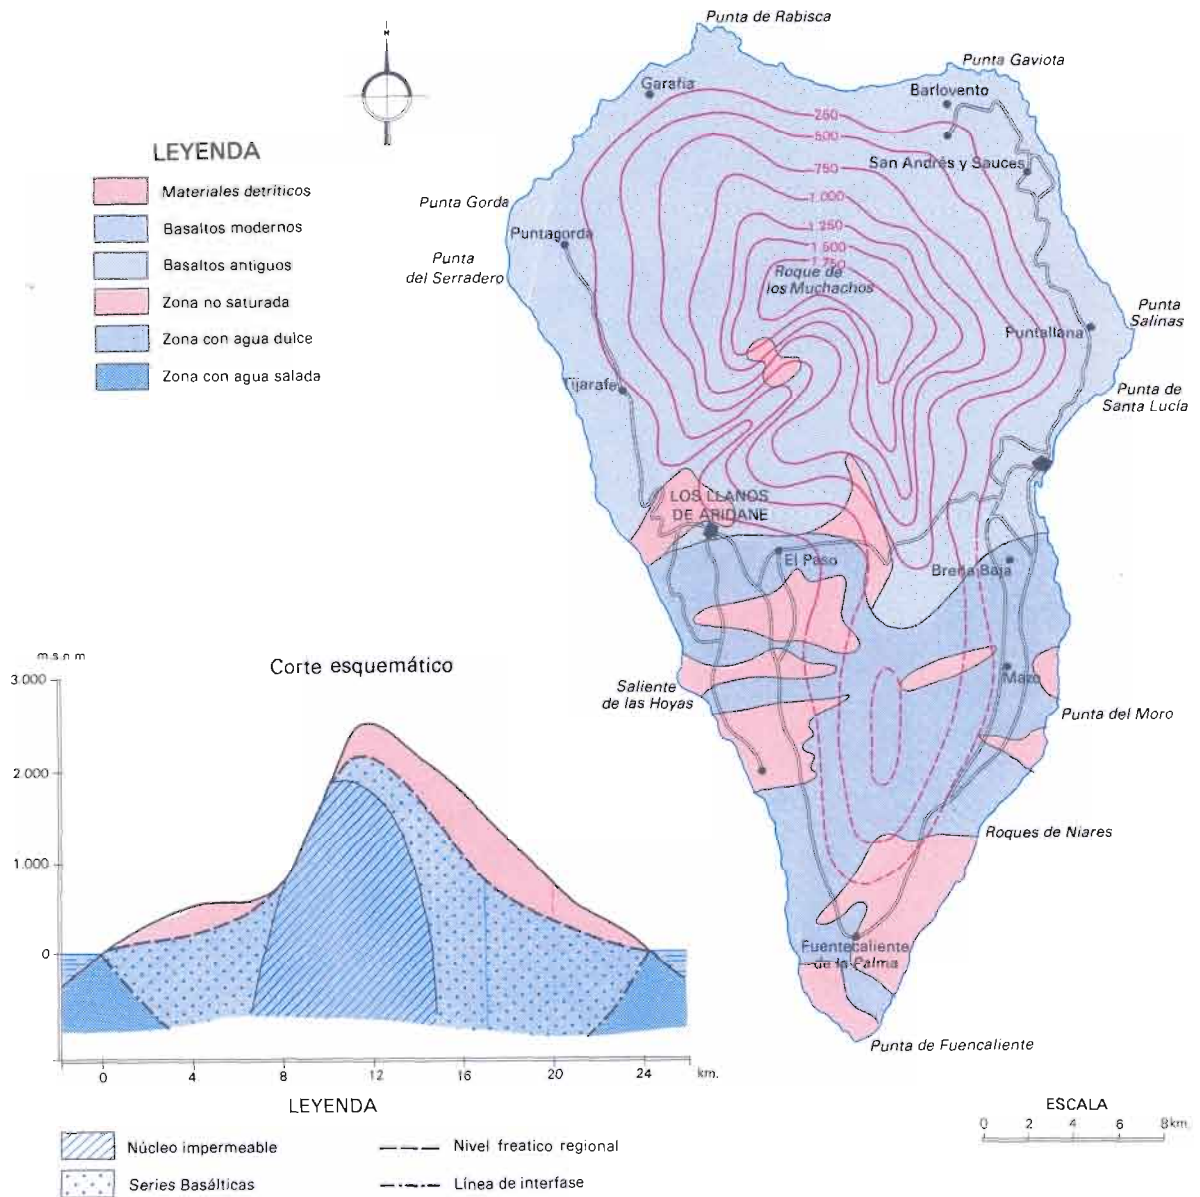 Punta de Rabisca
N
Punta Gaviota
Garafia
Barlovento
250
500
San Andrés y Sauces
750
1.000
1.250
1.500
1.750
Roque de
los Muchachos
LEYENDA
Materiales detríticos
Basaltos modernos
Basaltos antiguos
Zona no saturada
Zona con agua dulce
Zona con agua salada
Punta Gorda
Puntagorda
Punta
del Serradero
Punta
Salinas
Puntallana
Tijarafe
Punta de
Santa Lucía
LOS LLANOS
DE ARIDANE
El Paso
Breña Baja
Mazo
Saliente
de las Hoyas
Punta del Moro
Roques de Niares
Fuentecaliente
de la Palma
Punta de Fuencaliente
m.s.n m
Corte esquemático
3.000
2.000
1.000
0
0 4 8 12 16 20 24 km.
LEYENDA
Núcleo impermeable
Nivel freatico regional
Series Basálticas
Línea de interfase
ESCALA
0 2 4 6 8km.